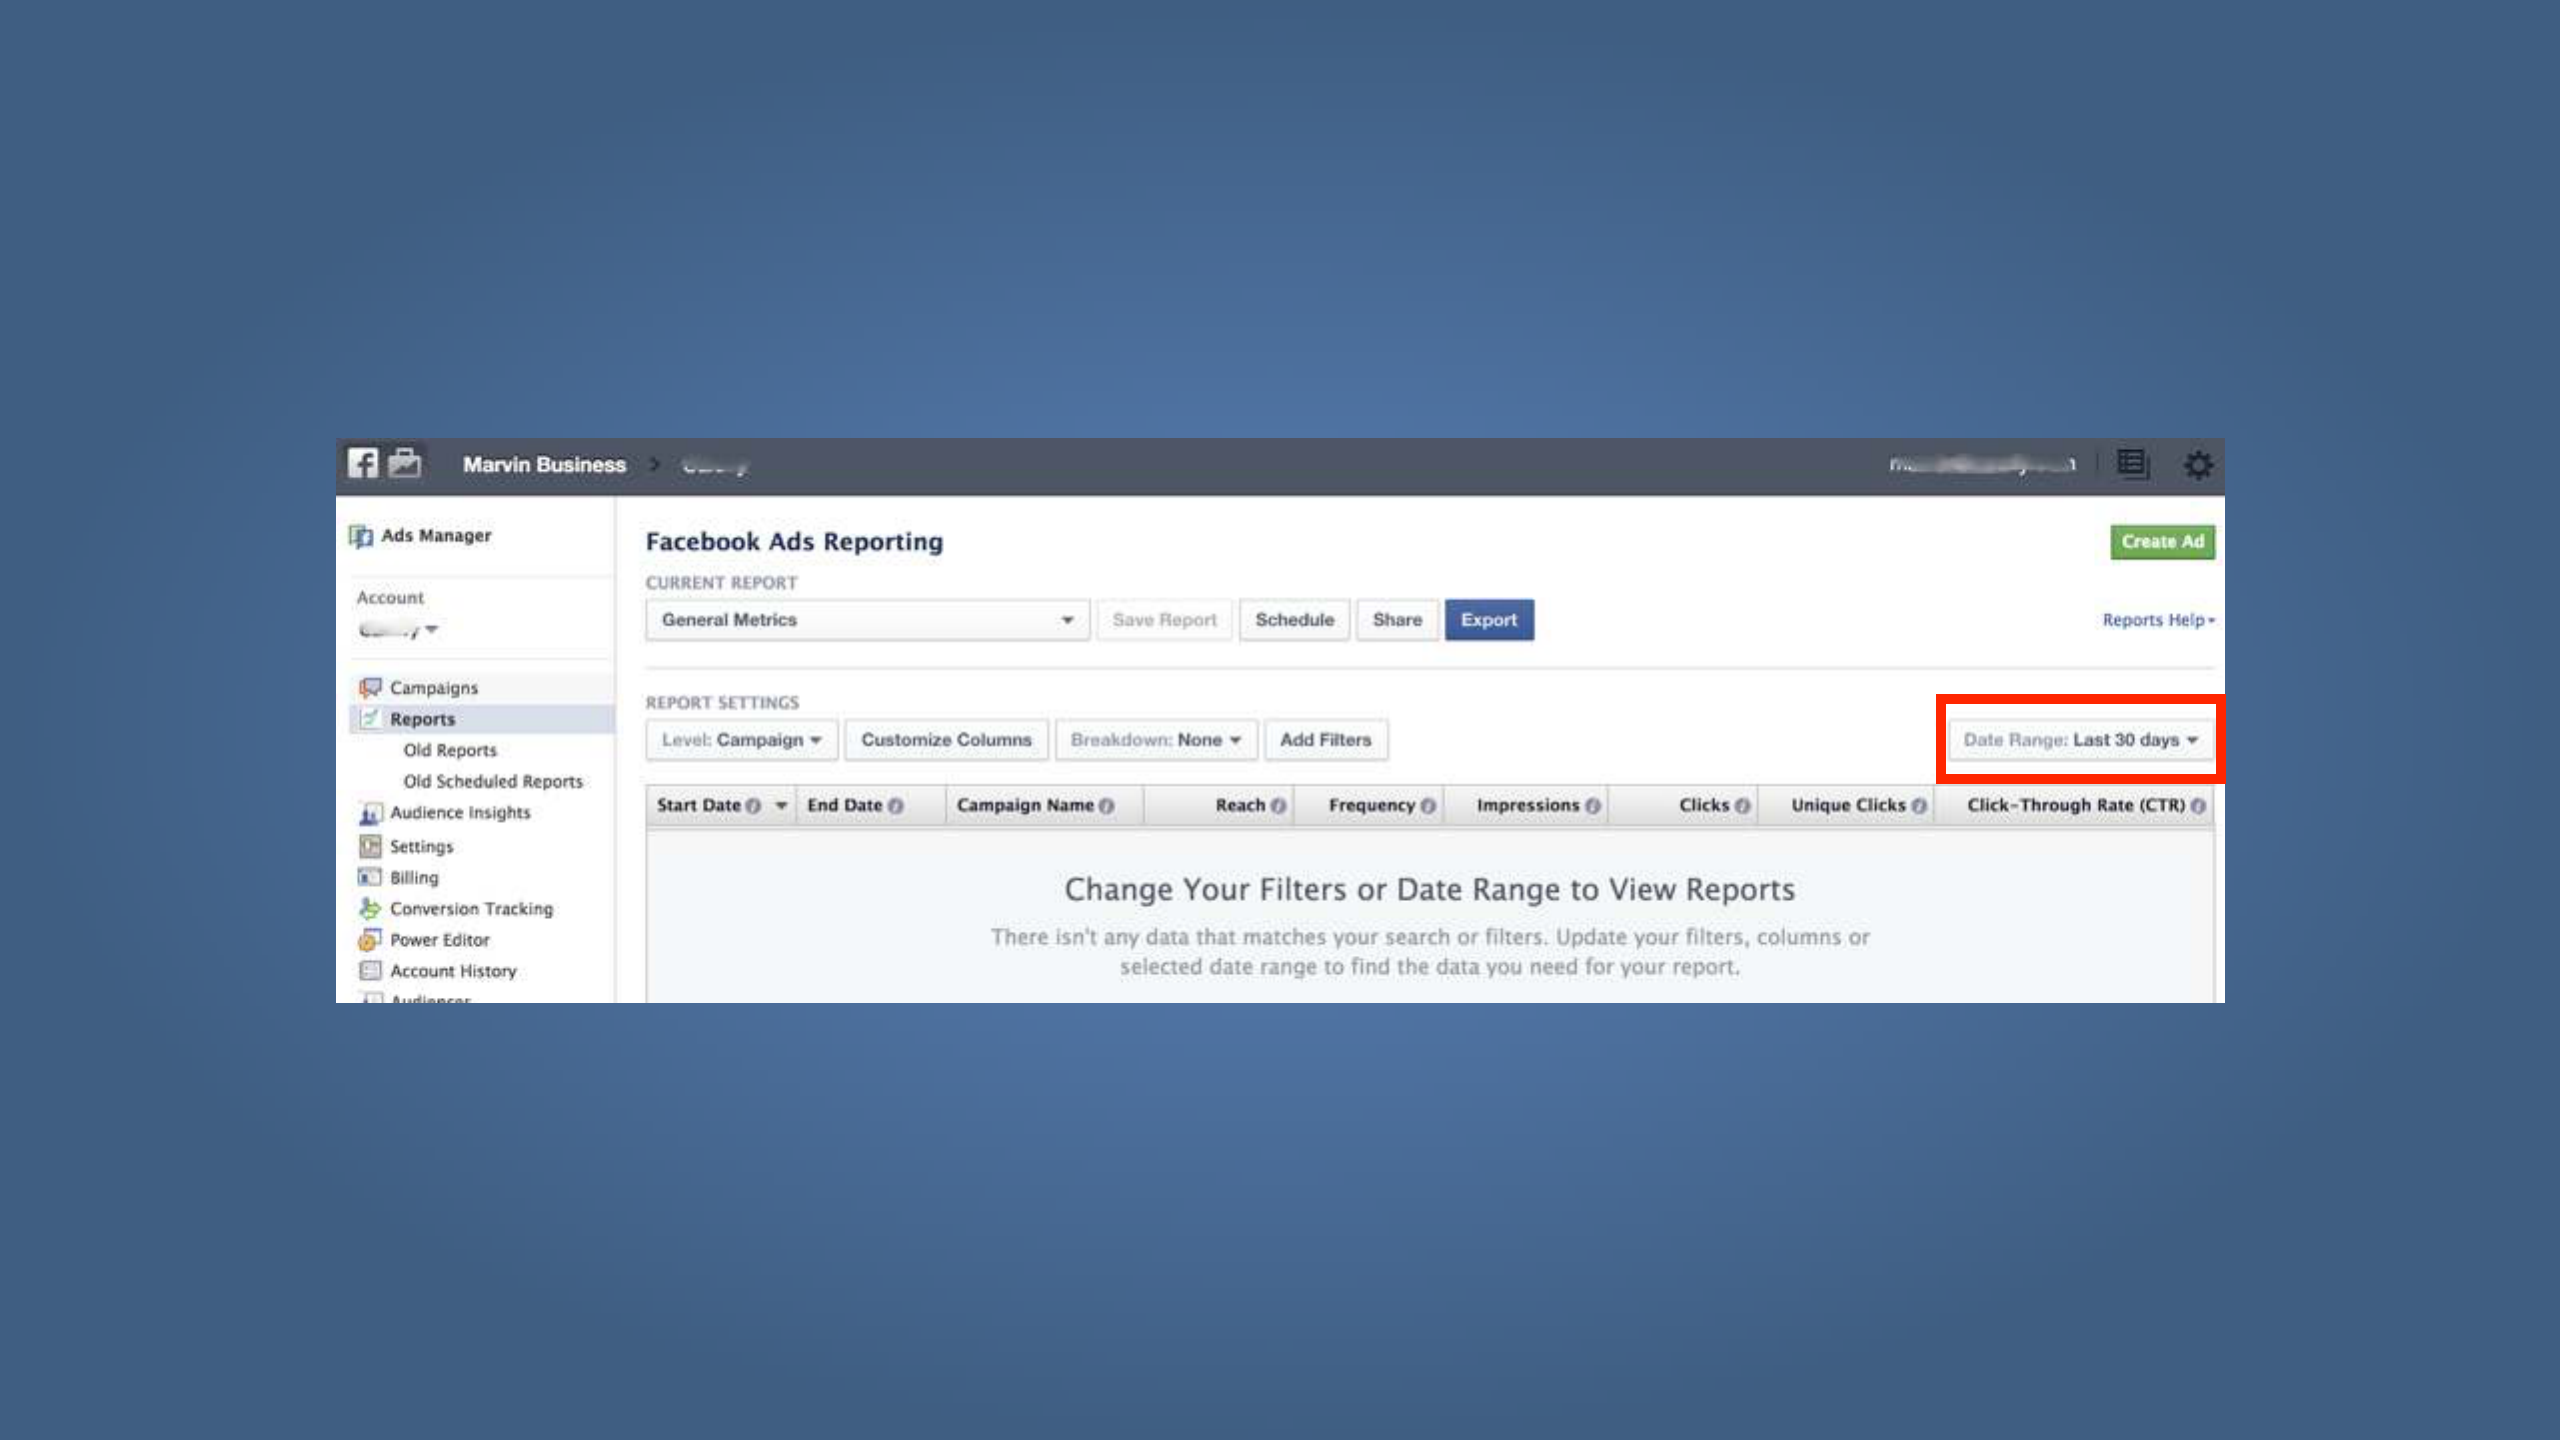 Marvin Business
Ads Manager
Account
Campaigns
Reports
Old Reports
Old Scheduled Reports
Audience Insights
Settings
Billing
Conversion Tracking
Power Editor
Account History
Audiences
Facebook Ads Reporting
Create Ad
CURRENT REPORT
General Metrics Save Report Schedule Share Export Reports Help
REPORT SETTINGS
Level: Campaign Customize Columns Breakdown: None Add Filters Date Range: Last 30 days
Start Date End Date Campaign Name Reach Frequency Impressions Clicks Unique Clicks Click-Through Rate (CTR)
Change Your Filters or Date Range to View Reports
There isn't any data that matches your search or filters. Update your filters, columns or
selected date range to find the data you need for your report.